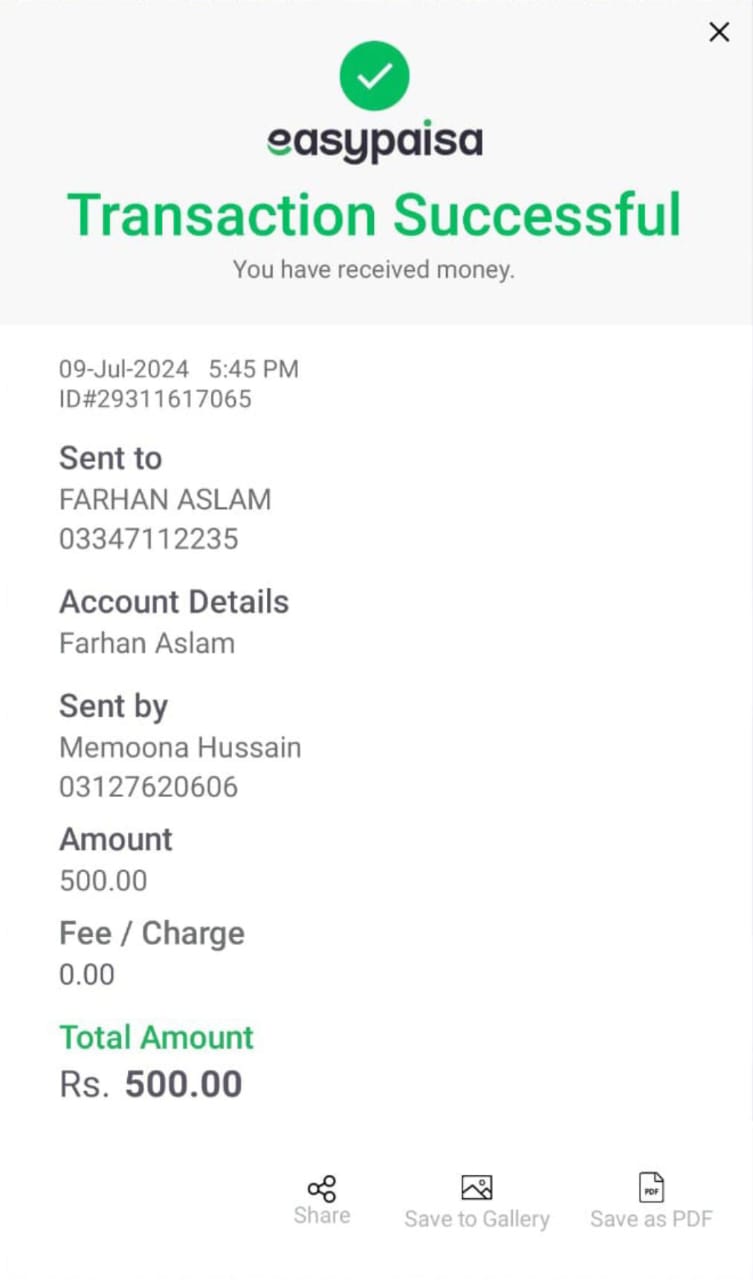 easypaisa
Transaction Successful
You have received money.
09-Jul-2024 5:45 PM
ID#29311617065
Sent to
FARHAN ASLAM
03347112235
Account Details
Farhan Aslam
Sent by
Memoona Hussain
03127620606
Amount
500.00
Fee / Charge
0.00
Total Amount
Rs. 500.00
Share
Save to Gallery
PDF
Save as PDF